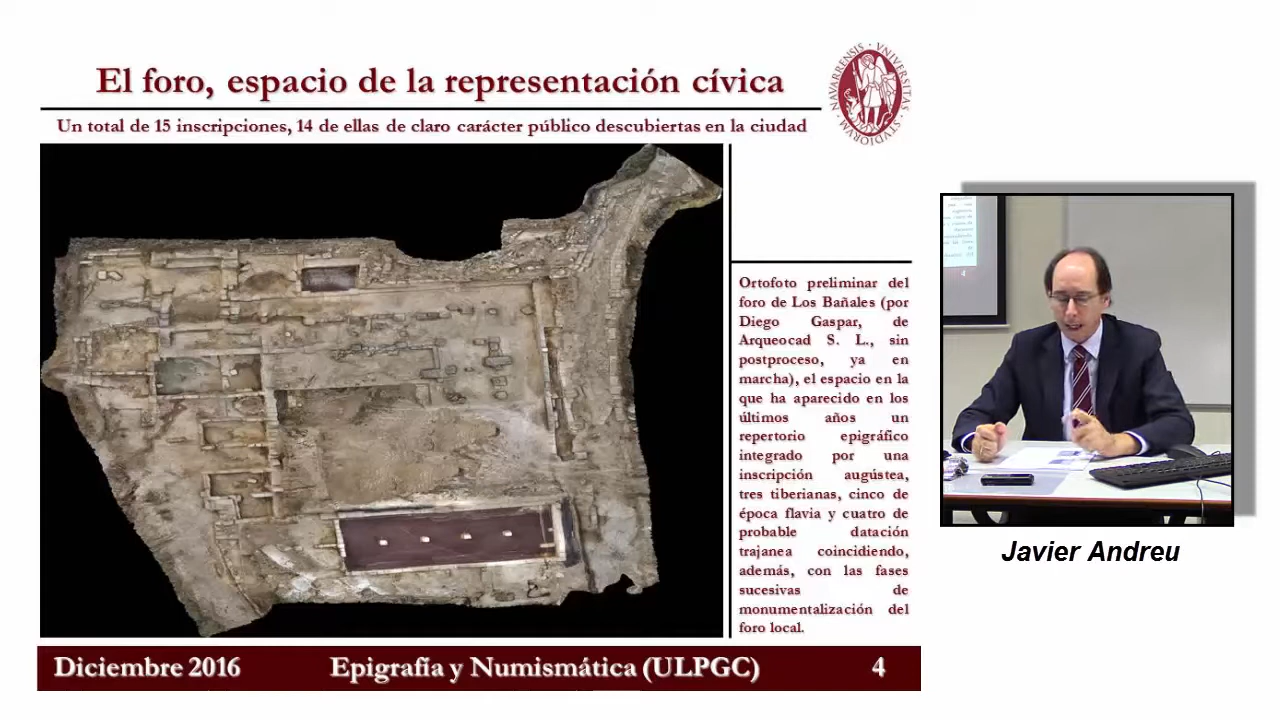 El foro, espacio de la representación cívica
Un total de 15 inscripciones, 14 de ellas de claro carácter público descubiertas en la ciudad
NAVARRENSIS · VNIVERSITAS · STVDIORVM
Ortofoto preliminar del
foro de Los Bañales (por
Diego Gaspar, de
Arqueocad S. L., sin
postproceso, ya en
marcha), el espacio en la
que ha aparecido en los
últimos años un
repertorio epigráfico
integrado por una
inscripción augústea,
tres tiberianas, cinco de
época flavia y cuatro de
probable datación
trajanea coincidiendo,
además, con las fases
sucesivas de
monumentalización del
foro local.
Javier Andreu
Diciembre 2016 Epigrafía y Numismática (ULPGC) 4